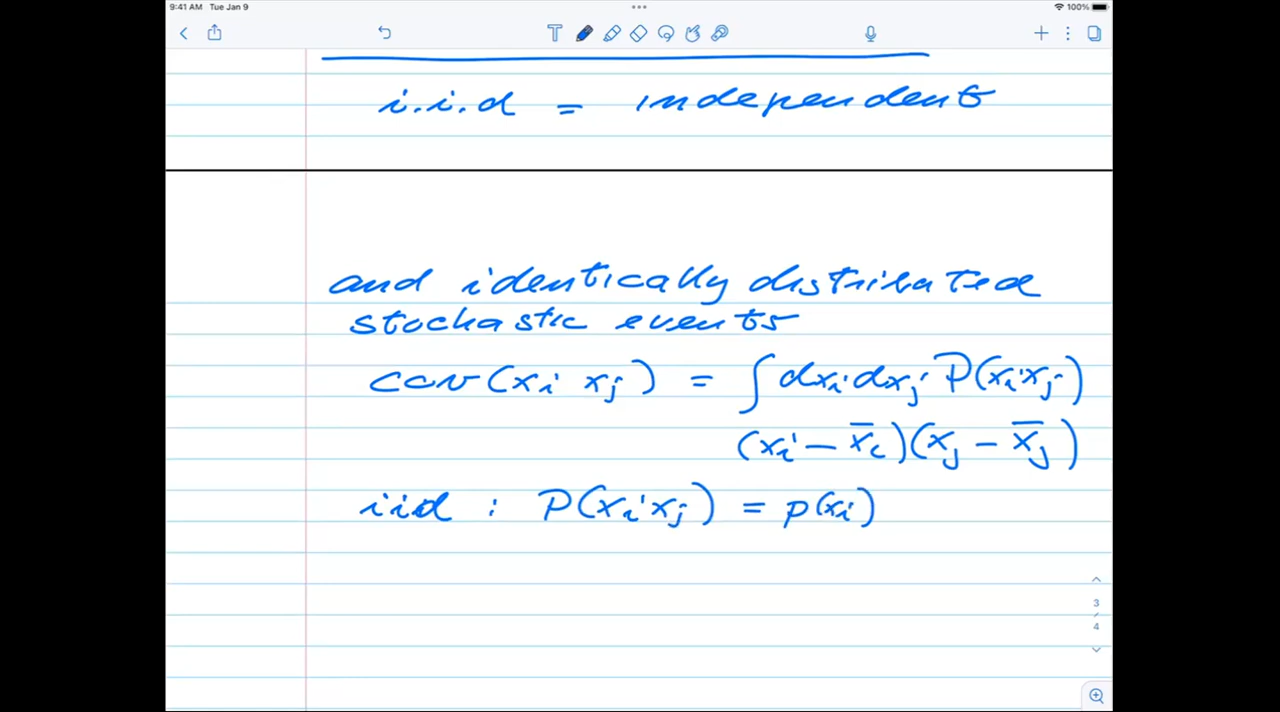 9:41 AM Tue Jan 9
100%
T
i.i.d = independent
and identically distributed
stochastic events
cov(xi xj) = ∫ dxi dxj P(xi xj)
(xi − x̄i)(xj − x̄j)
iid : P(xi xj) = p(xi)
3
/
4